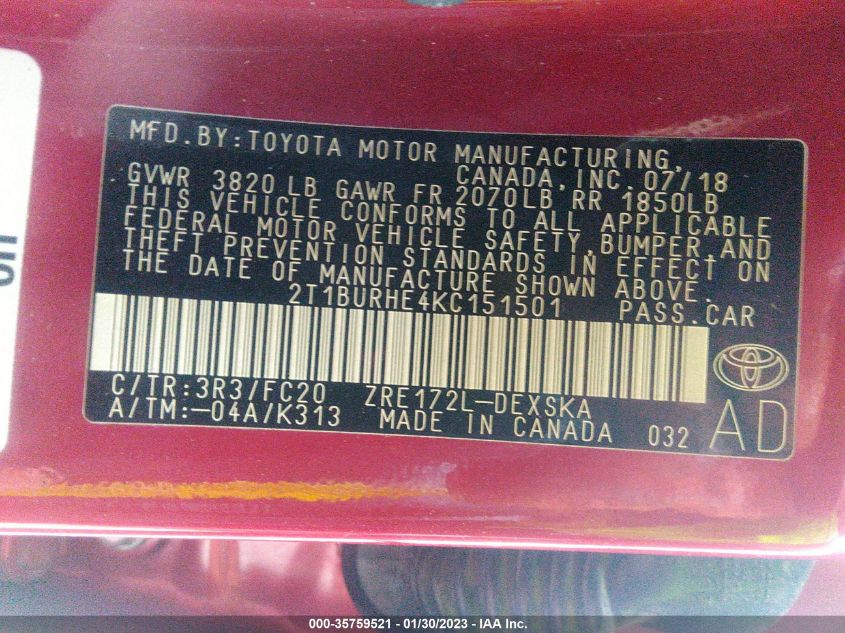 MFD.BY:TOYOTA MOTOR MANUFACTURING,
CANADA,INC.07/18
GVWR 3820LB GAWR FR 2070LB RR 1850LB
THIS VEHICLE CONFORMS TO ALL APPLICABLE
FEDERAL MOTOR VEHICLE SAFETY,BUMPER,AND
THEFT PREVENTION STANDARDS IN EFFECT ON
THE DATE OF MANUFACTURE SHOWN ABOVE.
2T1BURHE4KC151501 PASS.CAR
C/TR:3R3/FC20 ZRE172L-DEXSKA
A/TM:-04A/K313 MADE IN CANADA 032 AD
000-35759521 - 01/30/2023 - IAA Inc.